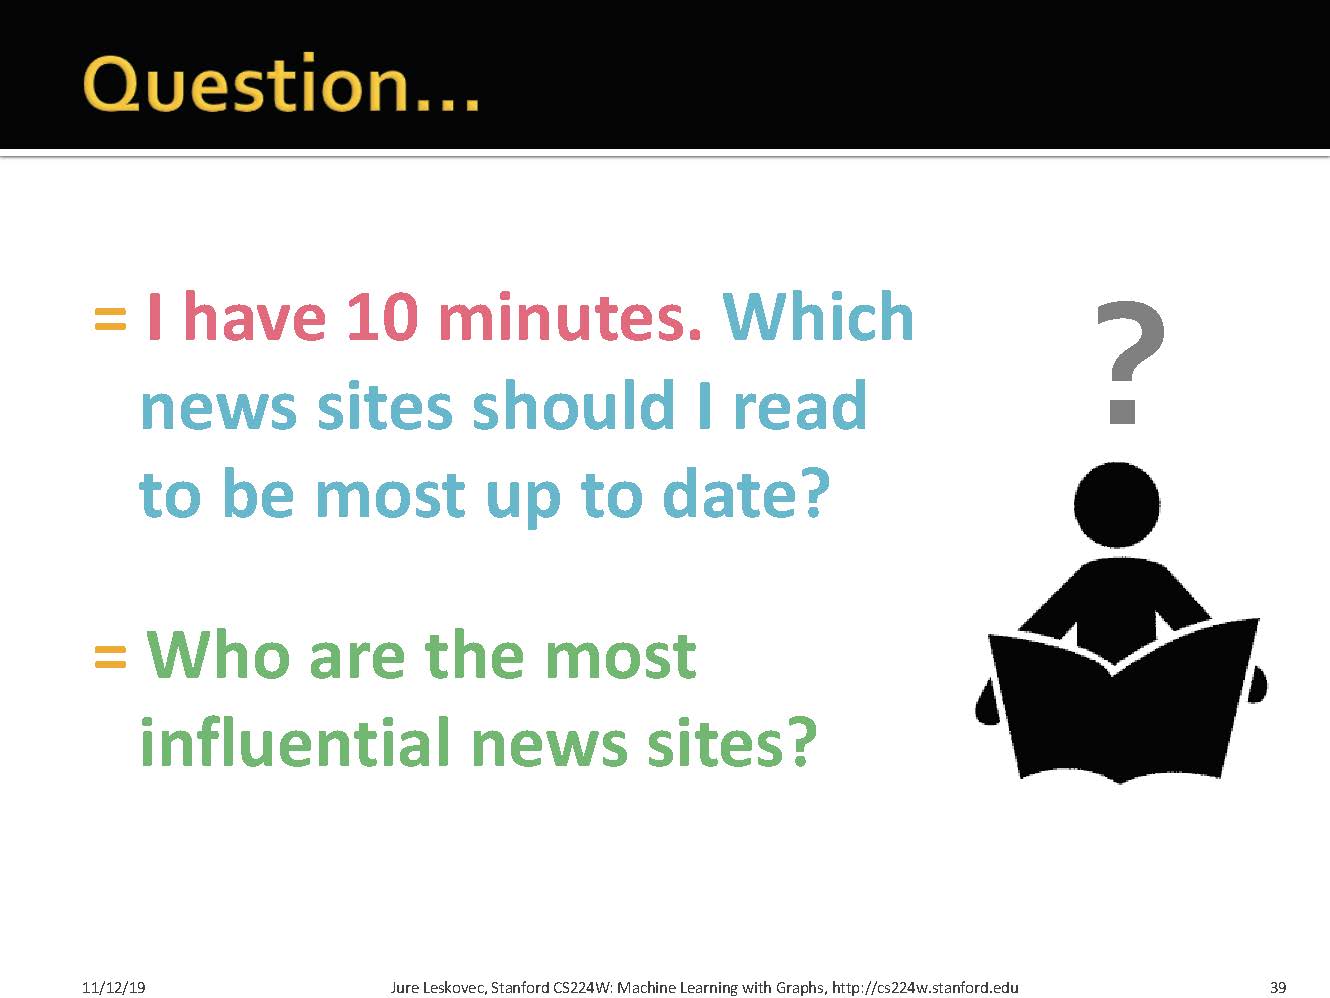 Question...
= I have 10 minutes. Which
news sites should I read
to be most up to date?
?
= Who are the most
influential news sites?
11/12/19
Jure Leskovec, Stanford CS224W: Machine Learning with Graphs, http://cs224w.stanford.edu
39